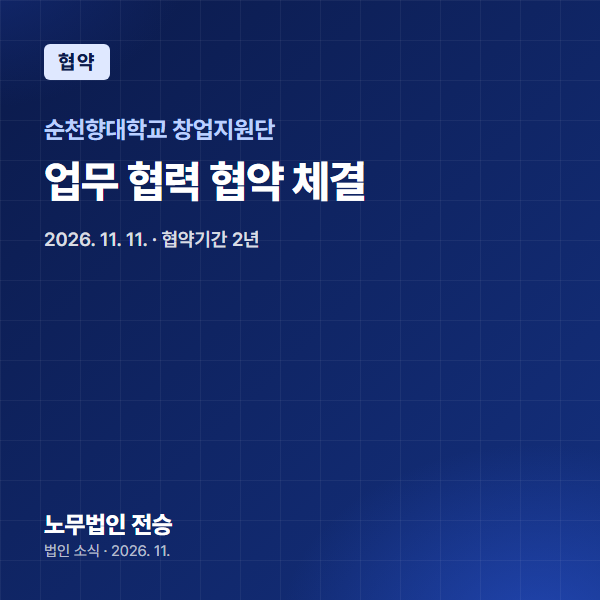 협약
순천향대학교 창업지원단
업무 협력 협약 체결
2026. 11. 11. · 협약기간 2년
노무법인 전승
법인 소식 · 2026. 11.